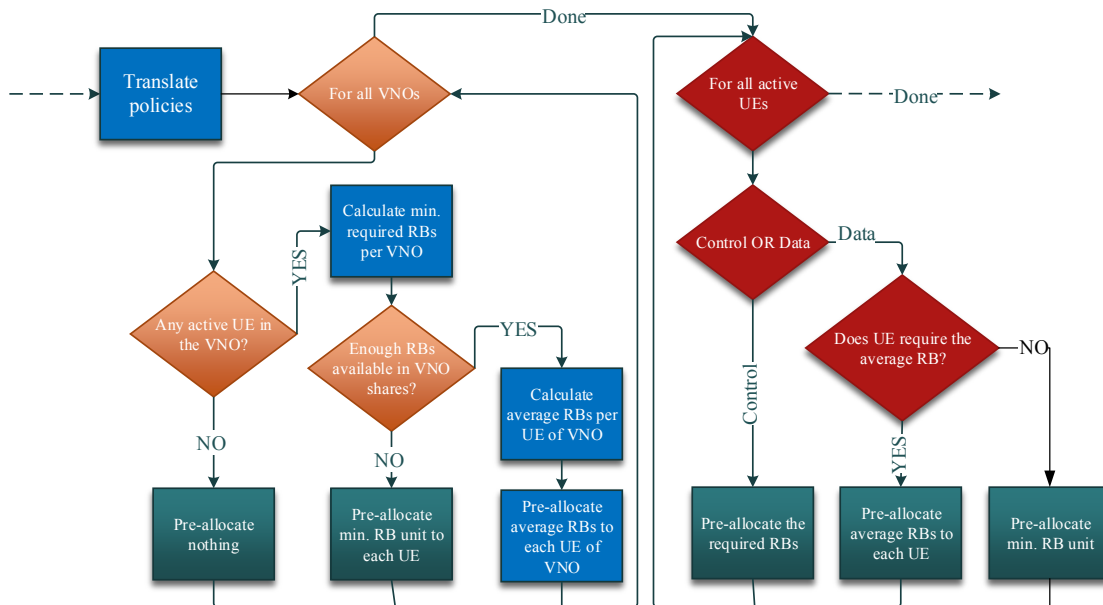 Done
Translate
policies
For all VNOs
For all active
UEs
Done
Calculate min.
required RBs
per VNO
YES
Control OR Data
Data
Any active UE in
the VNO?
Enough RBs
available in VNO
shares?
YES
Does UE require the
average RB?
NO
Calculate
average RBs per
UE of VNO
Control
NO
NO
YES
Pre-allocate
nothing
Pre-allocate
min. RB unit to
each UE
Pre-allocate
average RBs to
each UE of
VNO
Pre-allocate the
required RBs
Pre-allocate
average RBs to
each UE
Pre-allocate
min. RB unit